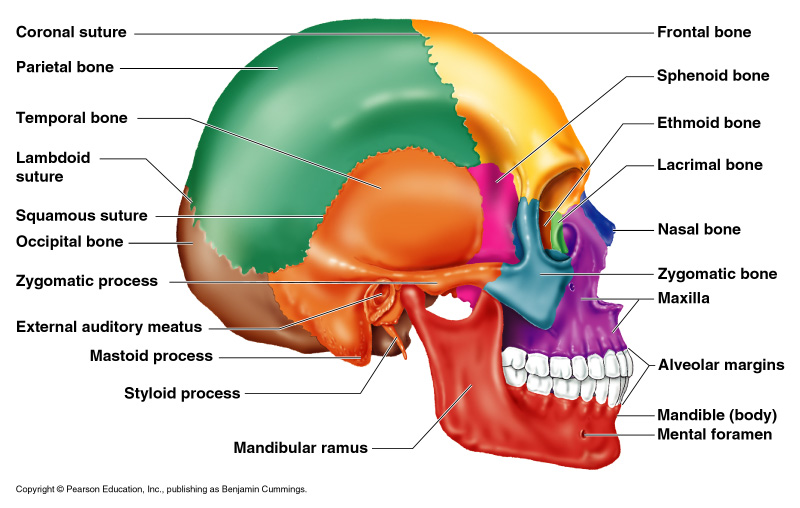 Coronal suture
Parietal bone
Temporal bone
Lambdoid
suture
Squamous suture
Occipital bone
Zygomatic process
External auditory meatus
Mastoid process
Styloid process
Mandibular ramus
Frontal bone
Sphenoid bone
Ethmoid bone
Lacrimal bone
Nasal bone
Zygomatic bone
Maxilla
Alveolar margins
Mandible (body)
Mental foramen
Copyright © Pearson Education, Inc., publishing as Benjamin Cummings.